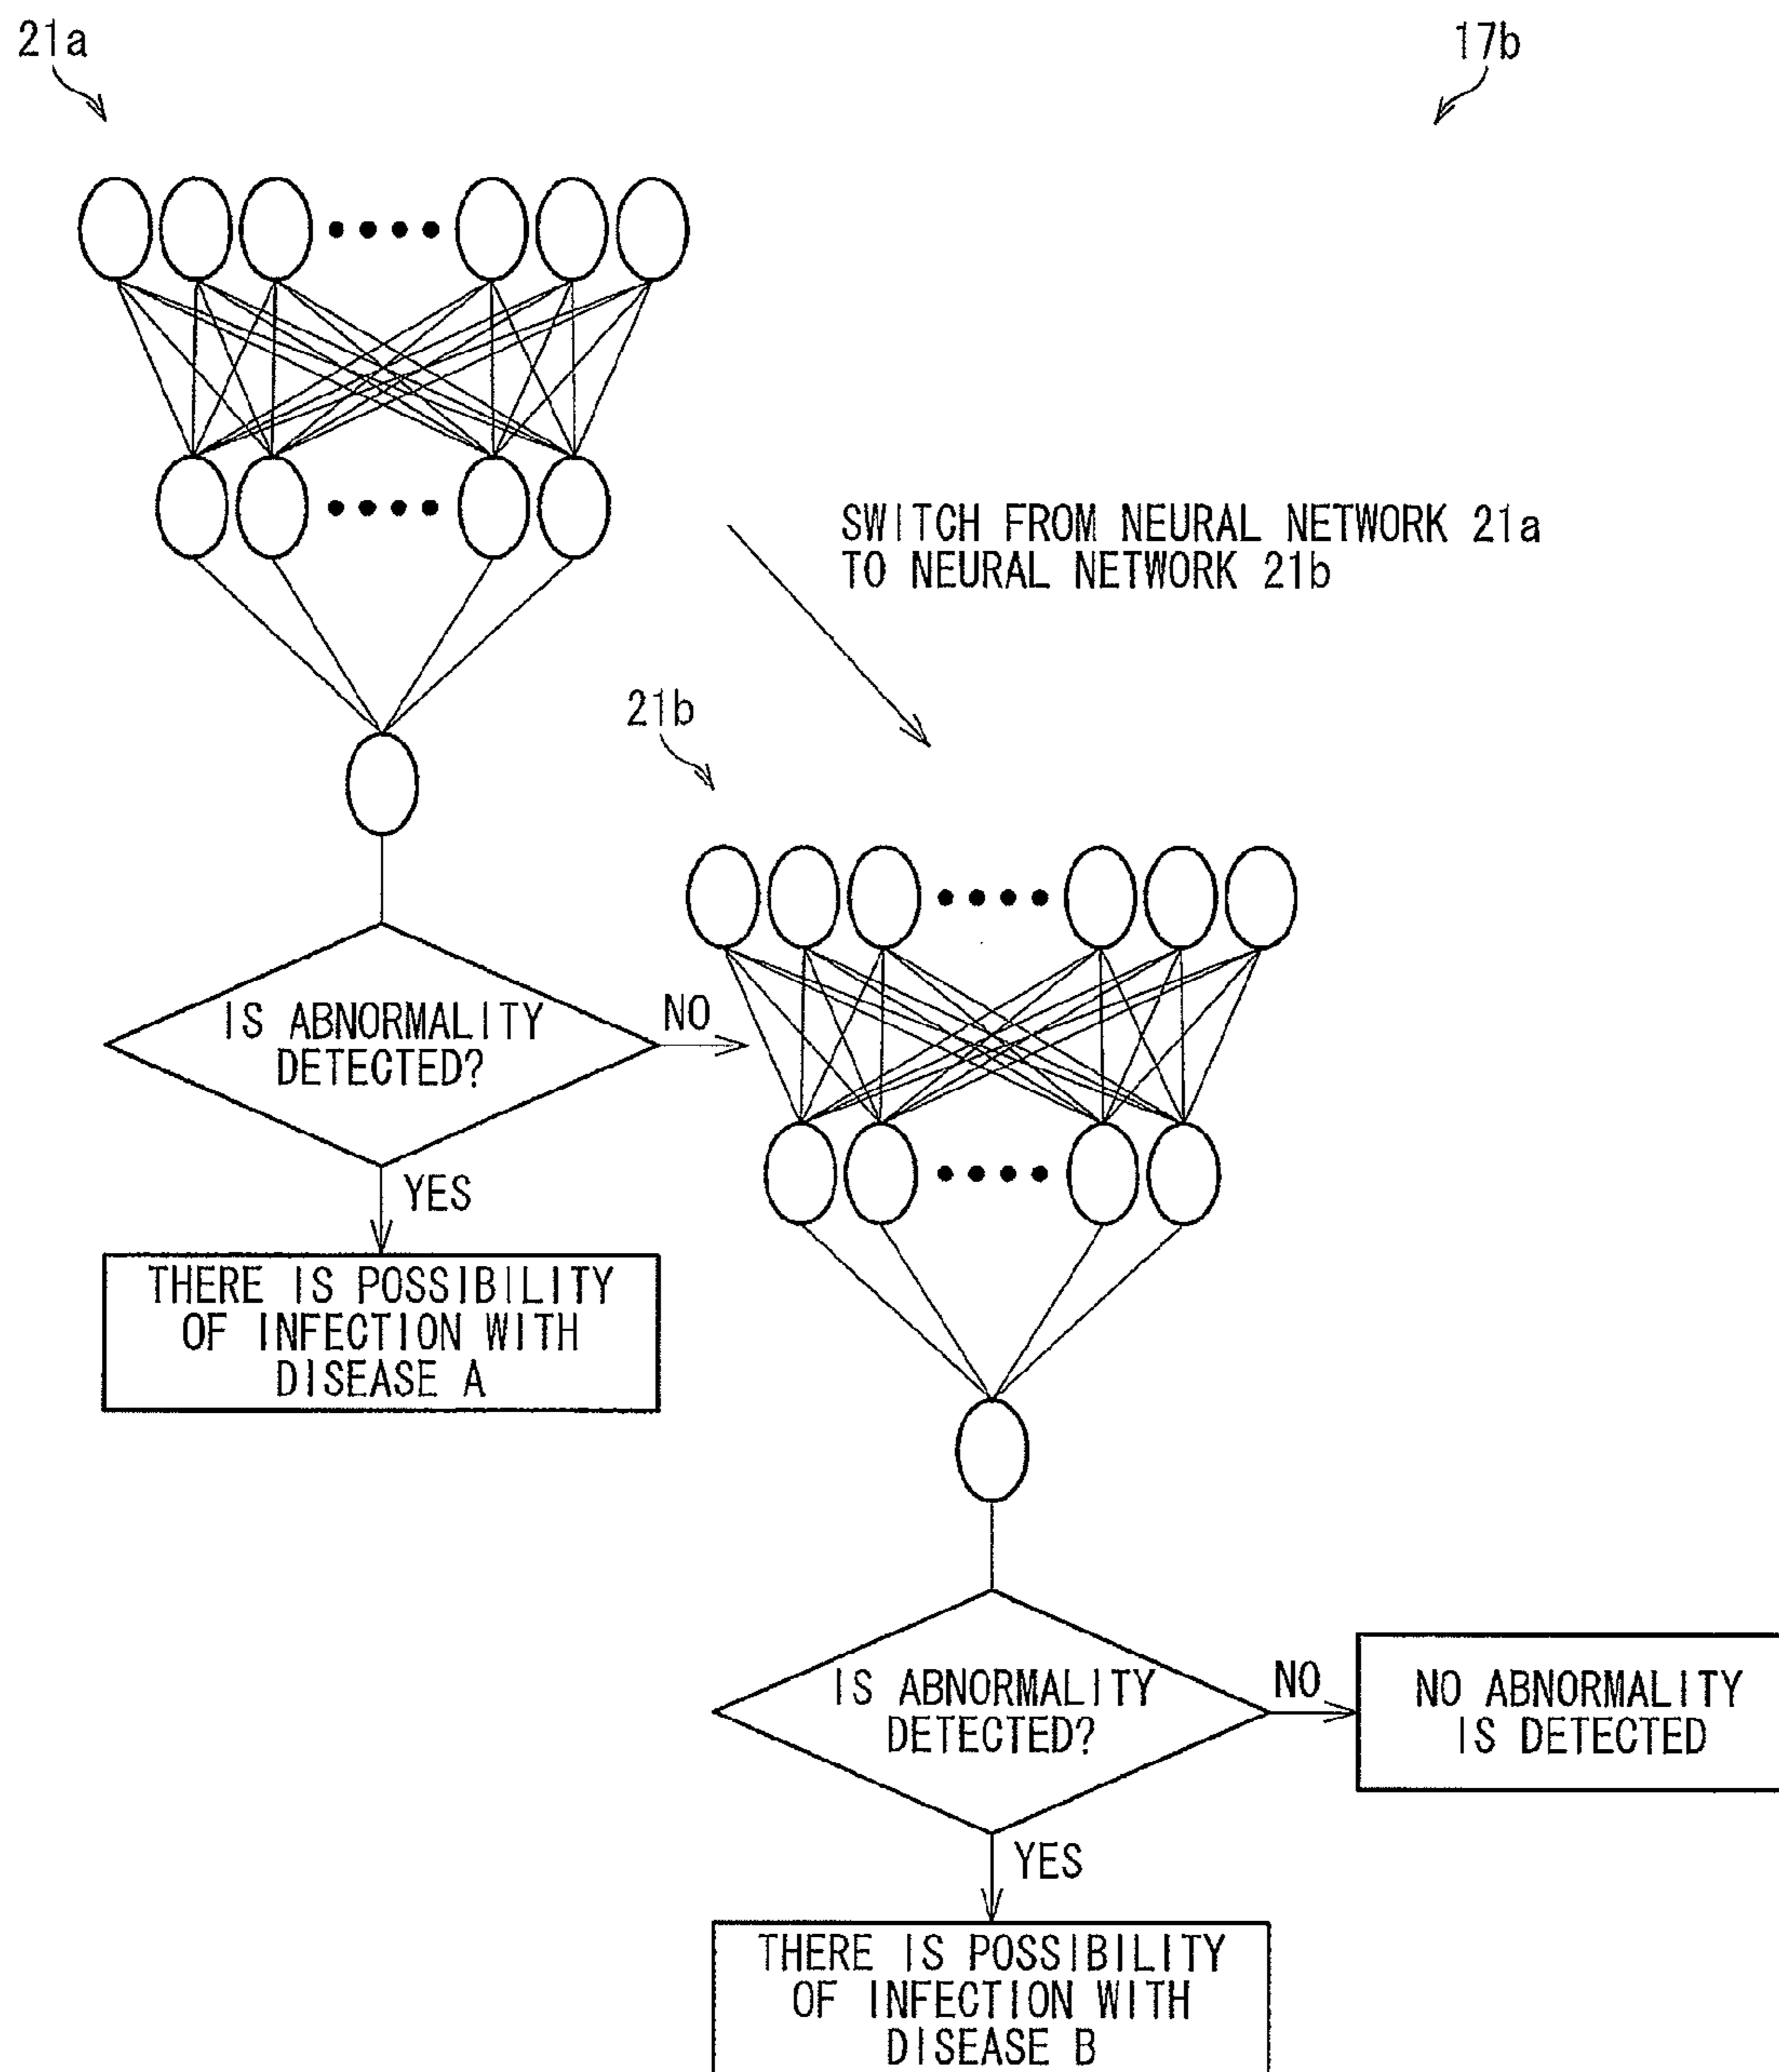 21a
17b
SWITCH FROM NEURAL NETWORK 21a
TO NEURAL NETWORK 21b
21b
IS ABNORMALITY
DETECTED?
NO
YES
THERE IS POSSIBILITY
OF INFECTION WITH
DISEASE A
IS ABNORMALITY
DETECTED?
NO
NO ABNORMALITY
IS DETECTED
YES
THERE IS POSSIBILITY
OF INFECTION WITH
DISEASE B